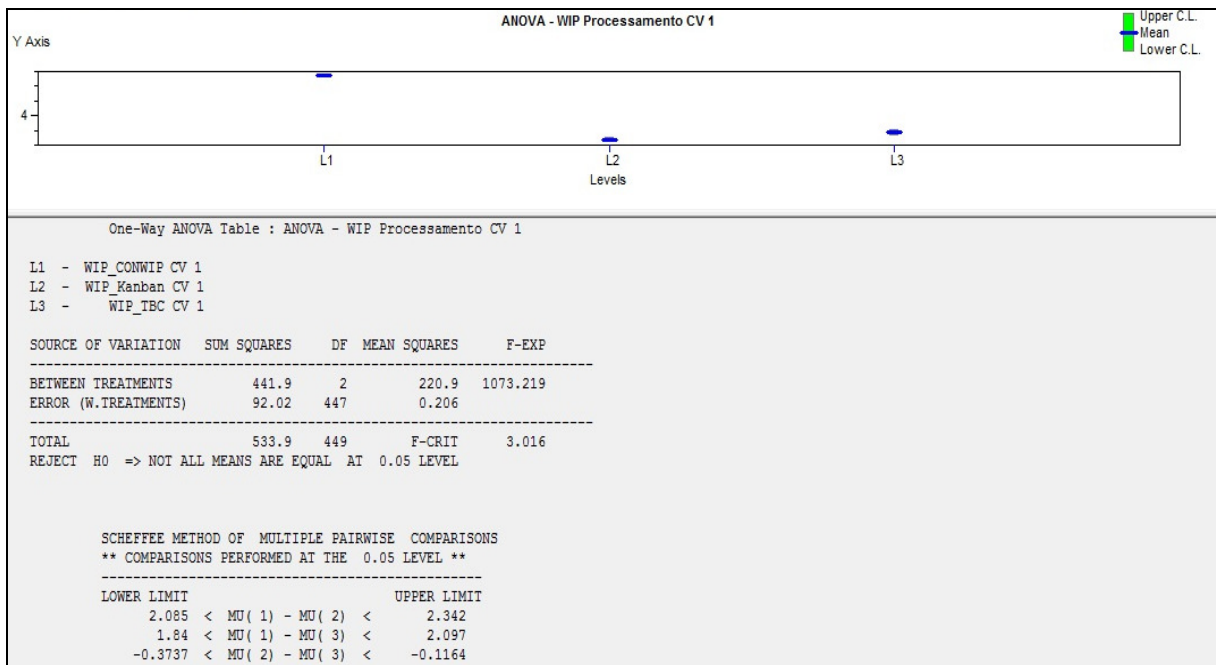 ANOVA - WIP Processamento CV 1
Upper C.L.
Mean
Lower C.L.
Y Axis
4
L1 L2 L3
Levels
One-Way ANOVA Table : ANOVA - WIP Processamento CV 1
L1 - WIP_CONWIP CV 1
L2 - WIP_Kanban CV 1
L3 - WIP_TBC CV 1
SOURCE OF VARIATION SUM SQUARES DF MEAN SQUARES F-EXP
BETWEEN TREATMENTS 441.9 2 220.9 1073.219
ERROR (W.TREATMENTS) 92.02 447 0.206
TOTAL 533.9 449 F-CRIT 3.016
REJECT H0 => NOT ALL MEANS ARE EQUAL AT 0.05 LEVEL
SCHEFFEE METHOD OF MULTIPLE PAIRWISE COMPARISONS
** COMPARISONS PERFORMED AT THE 0.05 LEVEL **
LOWER LIMIT UPPER LIMIT
2.085 < MU( 1) - MU( 2) < 2.342
1.84 < MU( 1) - MU( 3) < 2.097
-0.3737 < MU( 2) - MU( 3) < -0.1164